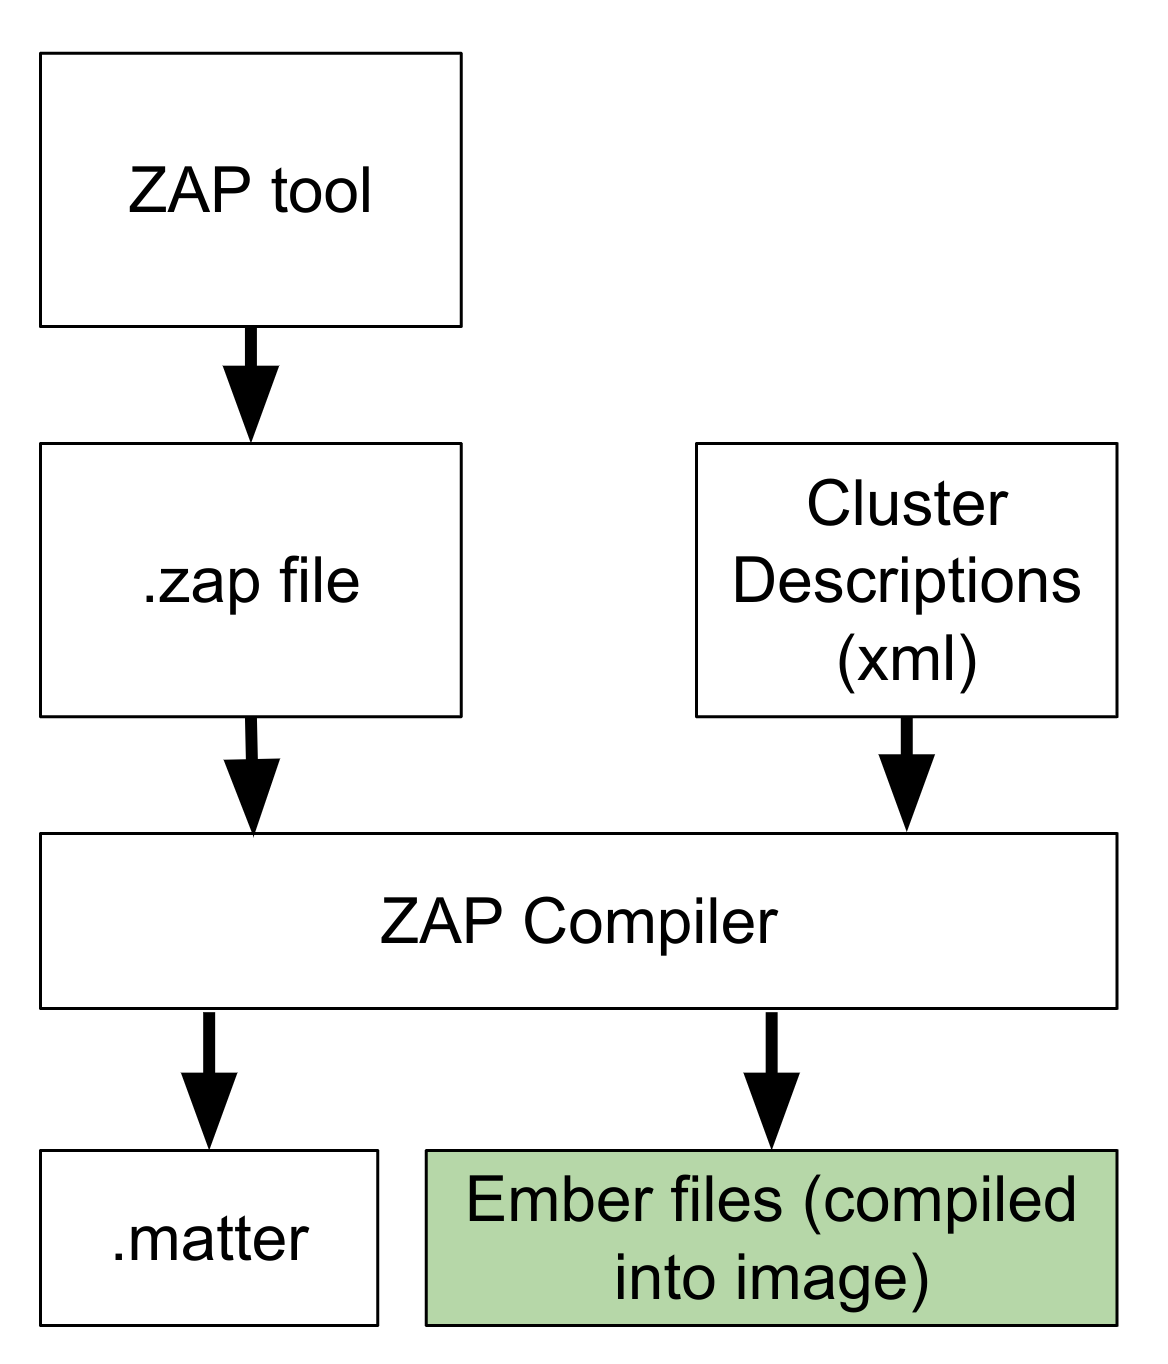 ZAP tool
.zap file
Cluster
Descriptions
(xml)
ZAP Compiler
.matter
Ember files (compiled
into image)